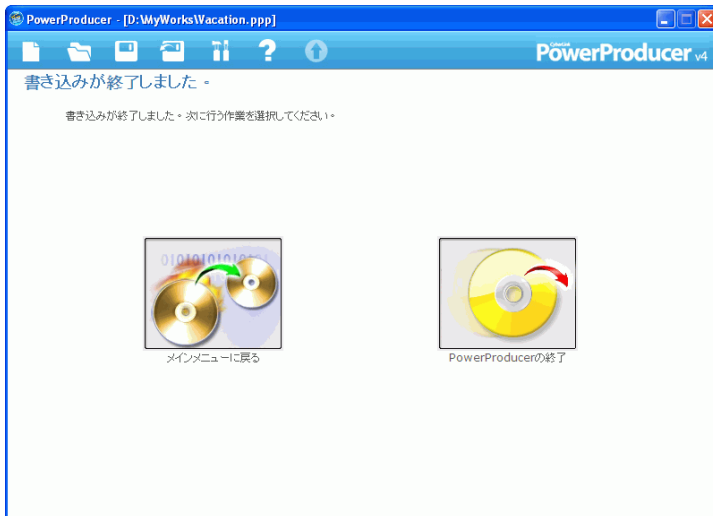 PowerProducer - [D:\MyWorks\Vacation.ppp]
CyberLink
PowerProducer v4
書き込みが終了しました。
書き込みが終了しました。次に行う作業を選択してください。
010101010101
メインメニューに戻る
PowerProducerの終了